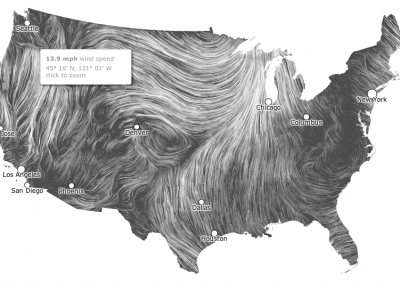 Seattle
13.9 mph wind speed
45° 16' N, 121° 01' W
click to zoom
New York
Chicago
Columbus
Denver
Jose
Los Angeles
San Diego
Phoenix
Dallas
Houston